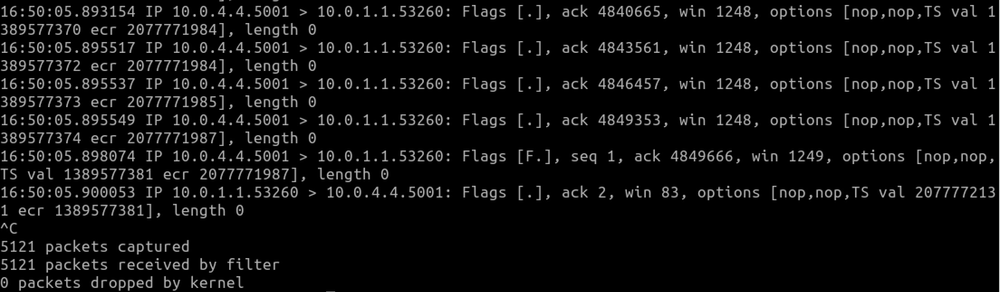 16:50:05.893154 IP 10.0.4.4.5001 > 10.0.1.1.53260: Flags [.], ack 4840665, win 1248, options [nop,nop,TS val 1
389577370 ecr 2077771984], length 0
16:50:05.895517 IP 10.0.4.4.5001 > 10.0.1.1.53260: Flags [.], ack 4843561, win 1248, options [nop,nop,TS val 1
389577372 ecr 2077771984], length 0
16:50:05.895537 IP 10.0.4.4.5001 > 10.0.1.1.53260: Flags [.], ack 4846457, win 1248, options [nop,nop,TS val 1
389577373 ecr 2077771985], length 0
16:50:05.895549 IP 10.0.4.4.5001 > 10.0.1.1.53260: Flags [.], ack 4849353, win 1248, options [nop,nop,TS val 1
389577374 ecr 2077771987], length 0
16:50:05.898074 IP 10.0.4.4.5001 > 10.0.1.1.53260: Flags [F.], seq 1, ack 4849666, win 1249, options [nop,nop,
TS val 1389577381 ecr 2077771987], length 0
16:50:05.900053 IP 10.0.1.1.53260 > 10.0.4.4.5001: Flags [.], ack 2, win 83, options [nop,nop,TS val 207777213
1 ecr 1389577381], length 0
^C
5121 packets captured
5121 packets received by filter
0 packets dropped by kernel